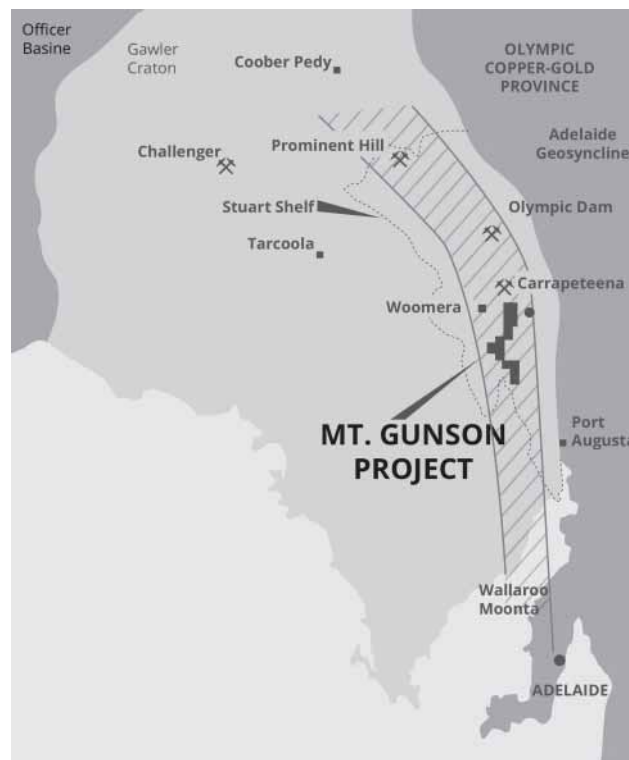 Officer
Basine
Gawler
Craton
Coober Pedy
OLYMPIC
COPPER-GOLD
PROVINCE
Adelaide
Geosyncline
Challenger
Prominent Hill
Stuart Shelf
Olympic Dam
Tarcoola
Carrapeteena
Woomera
MT. GUNSON
PROJECT
Port
Augusta
Wallaroo
Moonta
ADELAIDE